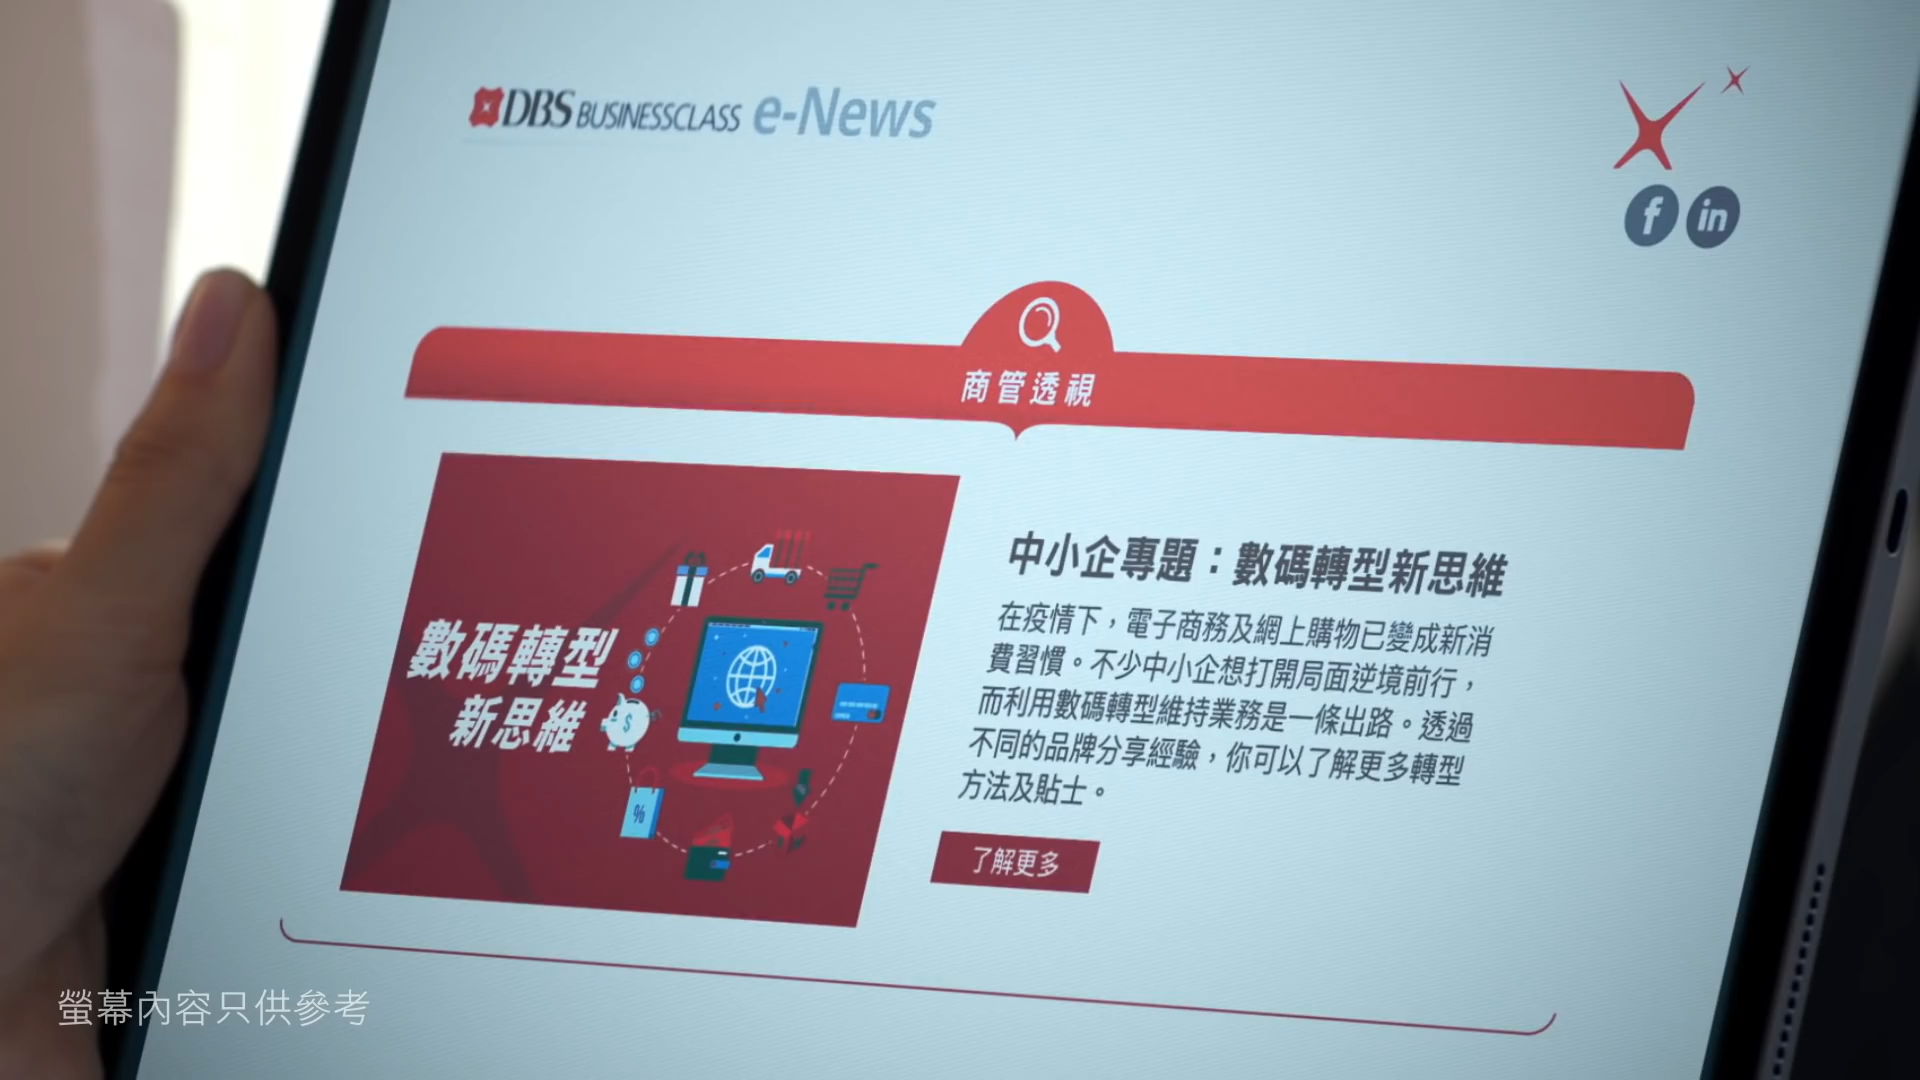 DBS BUSINESSCLASS e-News
f in
商管透視
數碼轉型
新思維
$
%
中小企專題：數碼轉型新思維
在疫情下，電子商務及網上購物已變成新消
費習慣。不少中小企想打開局面逆境前行，
而利用數碼轉型維持業務是一條出路。透過
不同的品牌分享經驗，你可以了解更多轉型
方法及貼士。
了解更多
螢幕內容只供參考